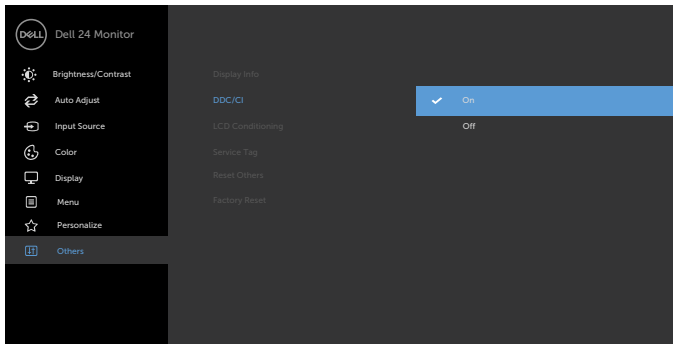 DELL Dell 24 Monitor
Brightness/Contrast
Auto Adjust
Input Source
Color
Display
Menu
Personalize
Others
Display Info
DDC/CI
LCD Conditioning
Service Tag
Reset Others
Factory Reset
On
Off